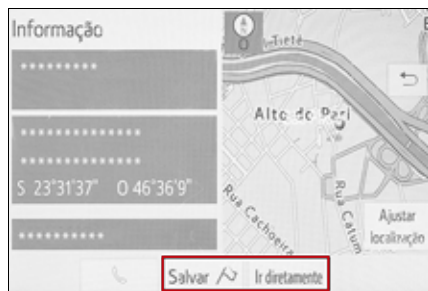 Informação
*********
**************
**************
S 23°31'37" O 46°36'9"
**********
Salvar
Ir diretamente
N
O
Tietê
Alto do Pari
Rua Cachoeira
Rua Catum
Ajustar
localização